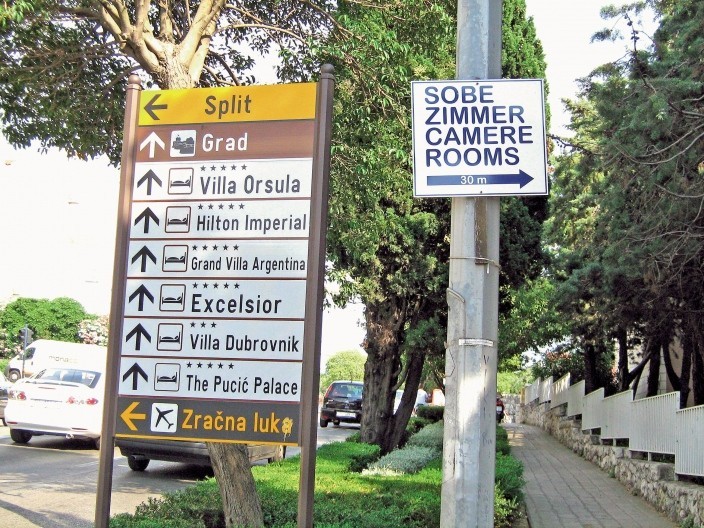 Split
Grad
Villa Orsula
Hilton Imperial
Grand Villa Argentina
Excelsior
Villa Dubrovnik
The Pucić Palace
Zračna luka
SOBE
ZIMMER
CAMERE
ROOMS
30 m